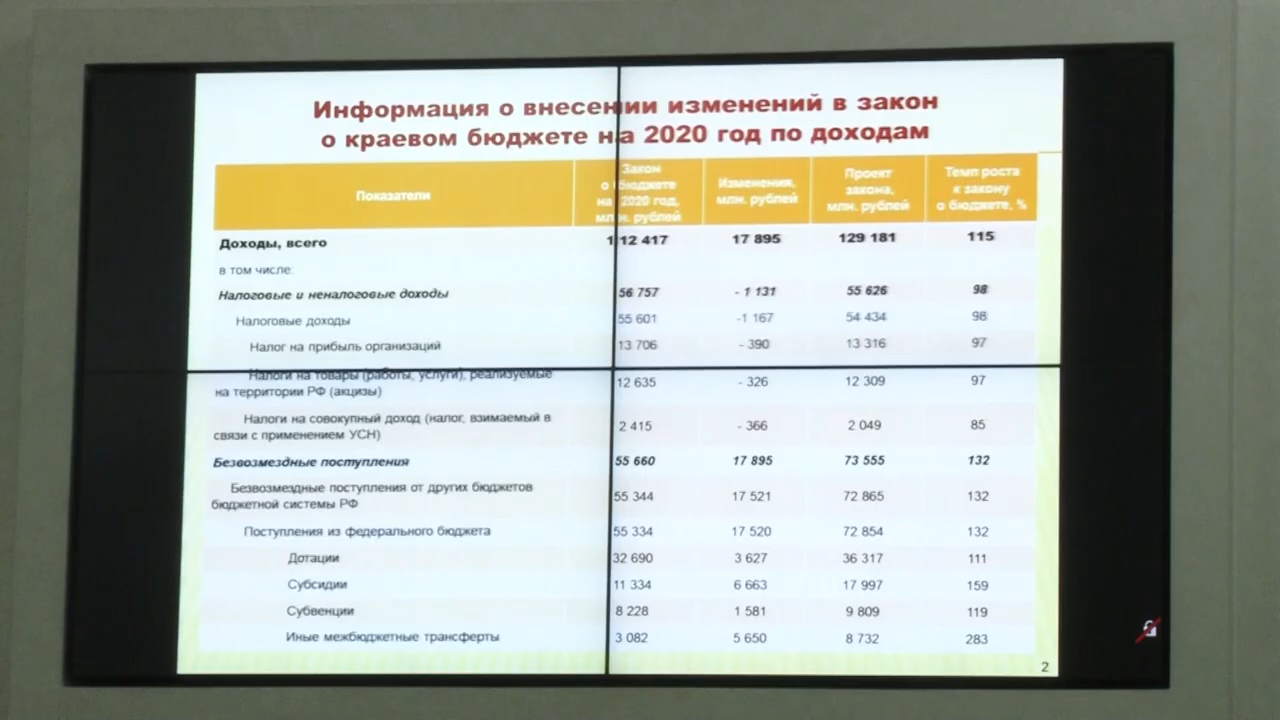 Информация о внесении изменений в закон
о краевом бюджете на 2020 год по доходам
Показатели
Закон
о бюджете
на 2020 год,
млн. рублей
Изменения,
млн. рублей
Проект
закона,
млн. рублей
Темп роста
к закону
о бюджете, %
Доходы, всего 112 417 17 895 129 181 115
в том числе:
Налоговые и неналоговые доходы 56 757 - 1 131 55 626 98
Налоговые доходы 55 601 -1 167 54 434 98
Налог на прибыль организаций 13 706 - 390 13 316 97
Налоги на товары (работы, услуги), реализуемые
на территории РФ (акцизы) 12 635 - 326 12 309 97
Налоги на совокупный доход (налог, взимаемый в
связи с применением УСН) 2 415 - 366 2 049 85
Безвозмездные поступления 55 660 17 895 73 555 132
Безвозмездные поступления от других бюджетов
бюджетной системы РФ 55 344 17 521 72 865 132
Поступления из федерального бюджета 55 334 17 520 72 854 132
Дотации 32 690 3 627 36 317 111
Субсидии 11 334 6 663 17 997 159
Субвенции 8 228 1 581 9 809 119
Иные межбюджетные трансферты 3 082 5 650 8 732 283
2